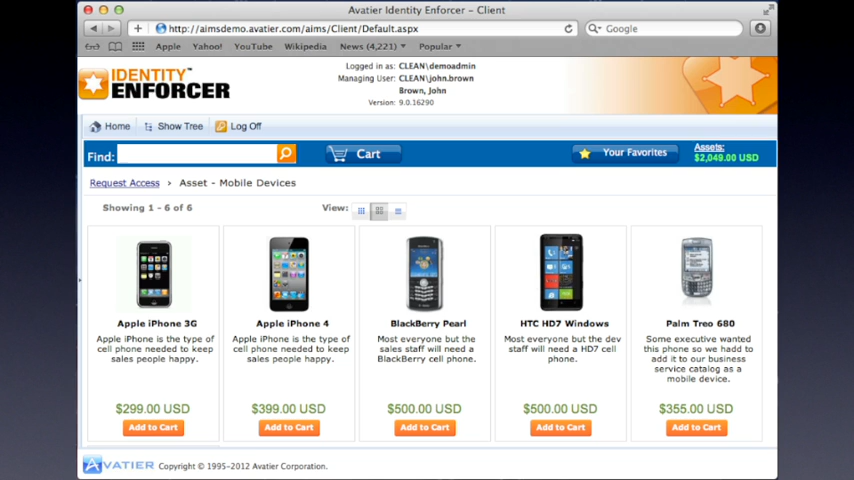 Avatier Identity Enforcer - Client
http://aimsdemo.avatier.com/aims/Client/Default.aspx
Google
Apple Yahoo! YouTube Wikipedia News (4,221) Popular
IDENTITY™
ENFORCER
Logged in as: CLEAN\demoadmin
Managing User: CLEAN\john.brown
Brown, John
Version: 9.0.16290
Home Show Tree Log Off
Find: Cart Your Favorites Assets:
$2,049.00 USD
Request Access › Asset - Mobile Devices
Showing 1 - 6 of 6 View:
Apple iPhone 3G
Apple iPhone is the type of
cell phone needed to keep
sales people happy.
$299.00 USD
Add to Cart
Apple iPhone 4
Apple iPhone is the type of
cell phone needed to keep
sales people happy.
$399.00 USD
Add to Cart
BlackBerry Pearl
Most everyone but the
sales staff will need a
BlackBerry cell phone.
$500.00 USD
Add to Cart
HTC HD7 Windows
Most everyone but the dev
staff will need a HD7 cell
phone.
$500.00 USD
Add to Cart
Palm Treo 680
Some executive wanted
this phone so we hadd to
add it to our business
service catalog as a
mobile device.
$355.00 USD
Add to Cart
AVATIER Copyright © 1995-2012 Avatier Corporation.